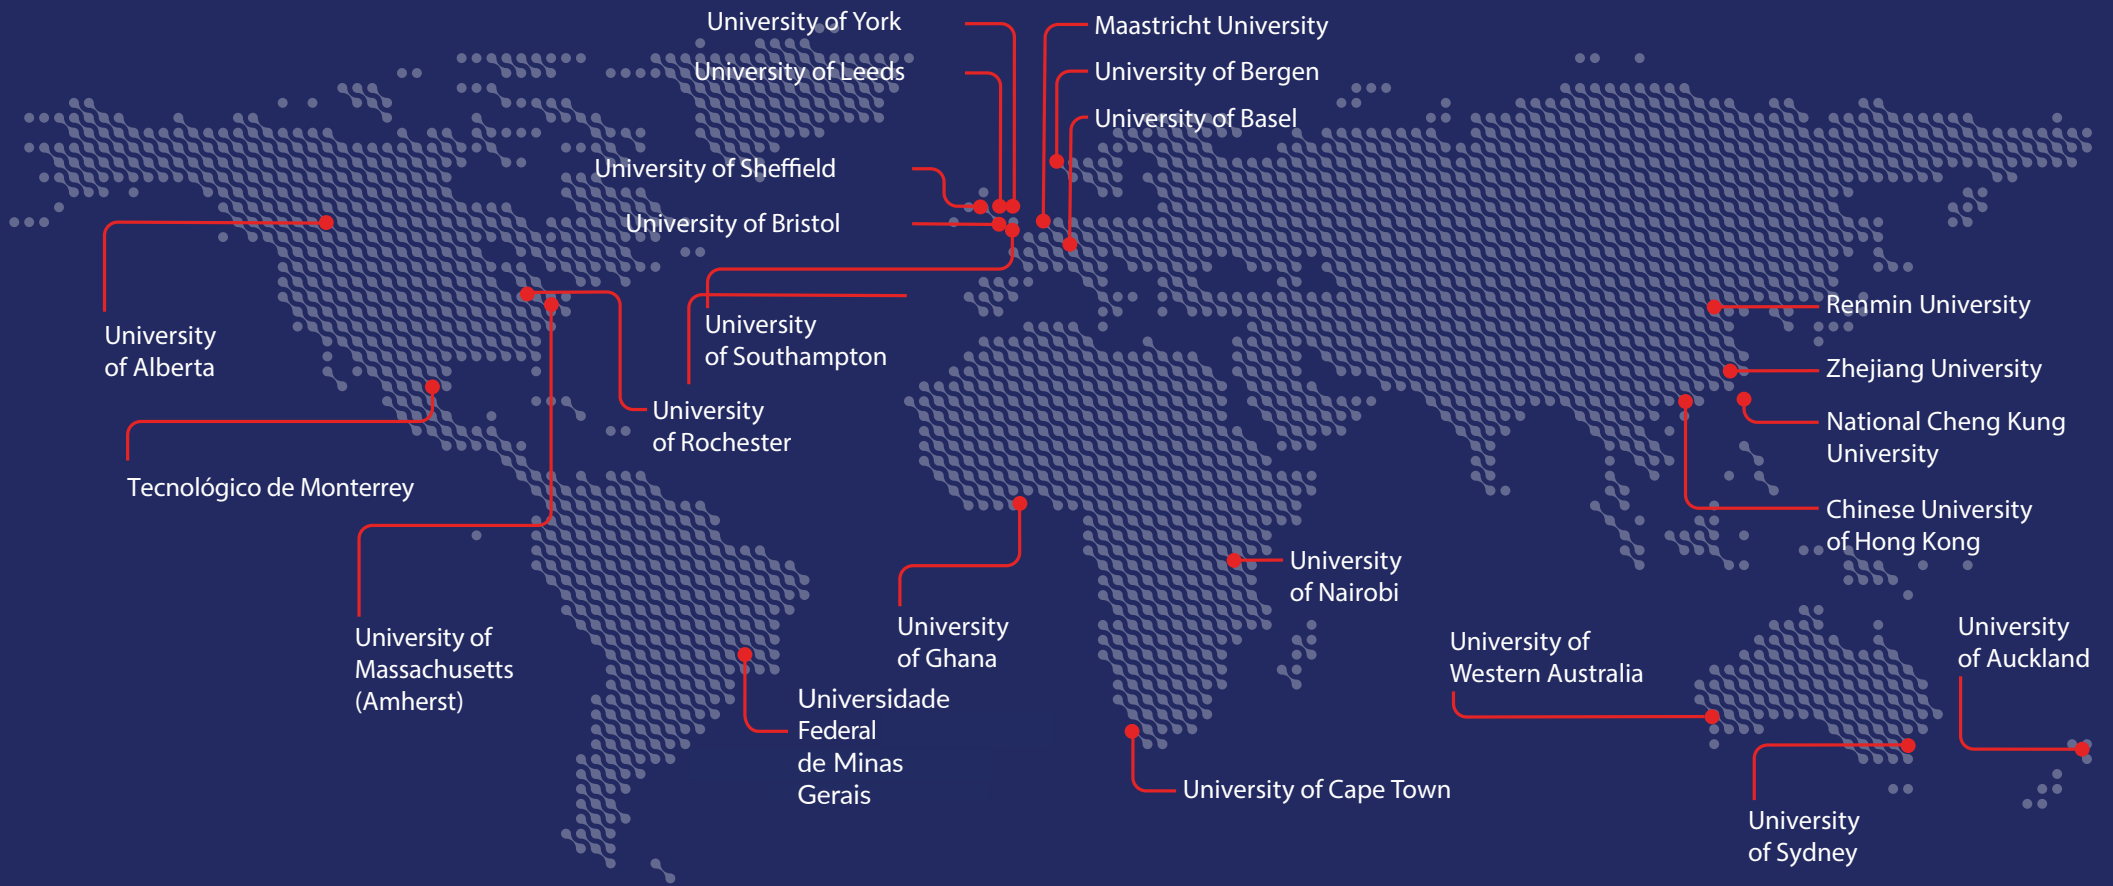 University of York
Maastricht University
University of Leeds
University of Bergen
University of Basel
University of Sheffield
University of Bristol
University
of Alberta
University
of Southampton
University
of Rochester
Tecnológico de Monterrey
University of
Massachusetts
(Amherst)
Universidade
Federal
de Minas
Gerais
University
of Ghana
University
of Nairobi
University of Cape Town
Renmin University
Zhejiang University
National Cheng Kung
University
Chinese University
of Hong Kong
University of
Western Australia
University
of Auckland
University
of Sydney